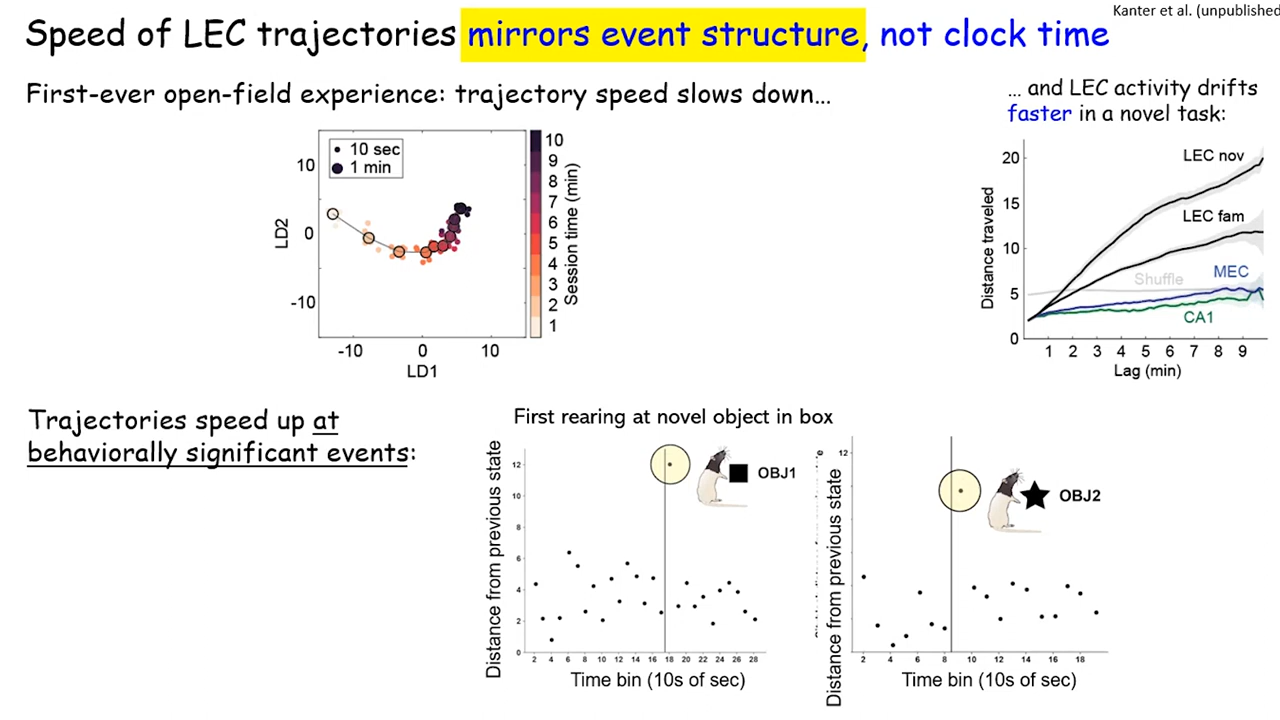 Kanter et al. (unpublished
Speed of LEC trajectories mirrors event structure, not clock time
First-ever open-field experience: trajectory speed slows down…
… and LEC activity drifts
faster in a novel task:
10 sec
1 min
10
0
-10
LD2
-10 0 10
LD1
10
9
8
7
6
5
4
3
2
1
Session time (min)
20
15
10
5
0
Distance traveled
LEC nov
LEC fam
Shuffle
MEC
CA1
1 2 3 4 5 6 7 8 9
Lag (min)
Trajectories speed up at
behaviorally significant events:
First rearing at novel object in box
Distance from previous state
12
10
8
6
4
2
0
OBJ1
2 4 6 8 10 12 14 16 18 20 22 24 26 28
Time bin (10s of sec)
Distance from previous state
12
OBJ2
2 4 6 8 10 12 14 16 18
Time bin (10s of sec)